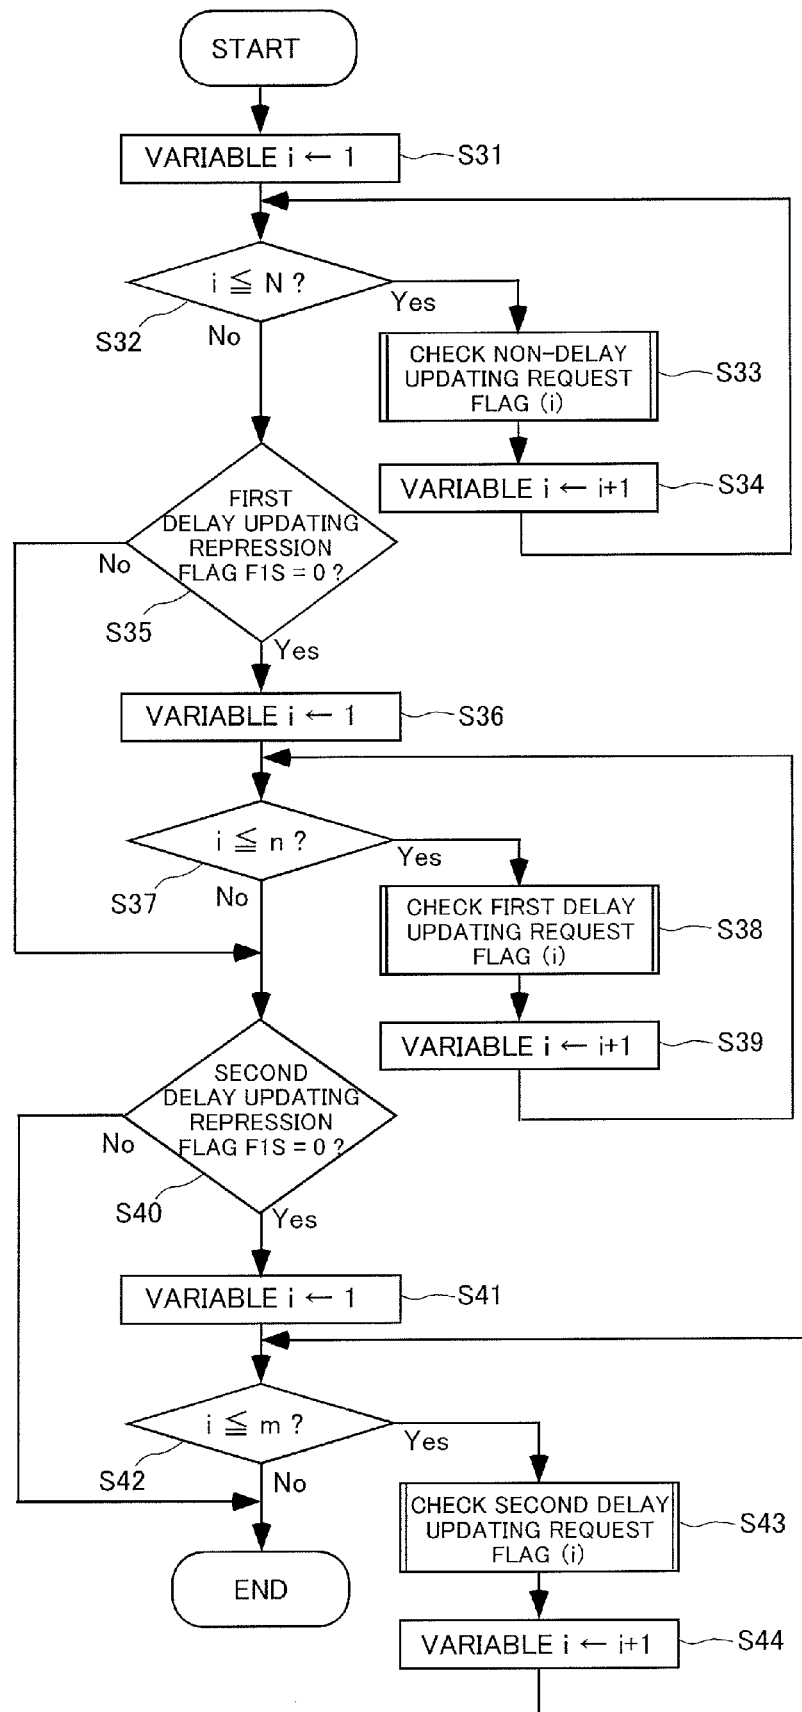 START
VARIABLE i ← 1
S31
i ≦ N ?
Yes
S32
No
CHECK NON-DELAY
UPDATING REQUEST
FLAG (i)
S33
VARIABLE i ← i+1
S34
FIRST
DELAY UPDATING
REPRESSION
FLAG F1S = 0 ?
No
S35
Yes
VARIABLE i ← 1
S36
i ≦ n ?
Yes
S37
No
CHECK FIRST DELAY
UPDATING REQUEST
FLAG (i)
S38
VARIABLE i ← i+1
S39
SECOND
DELAY UPDATING
REPRESSION
FLAG F1S = 0 ?
No
S40
Yes
VARIABLE i ← 1
S41
i ≦ m ?
Yes
S42
No
CHECK SECOND DELAY
UPDATING REQUEST
FLAG (i)
S43
END
VARIABLE i ← i+1
S44